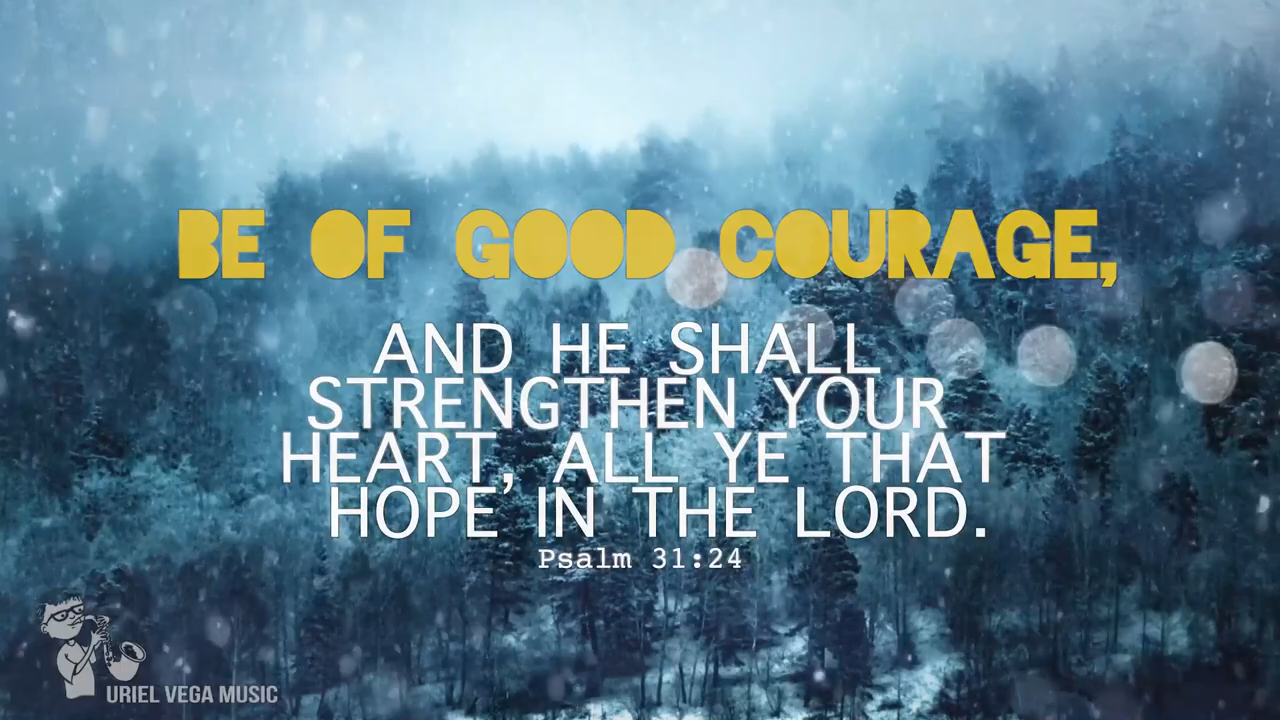 BE OF GOOD COURAGE,
AND HE SHALL
STRENGTHEN YOUR
HEART, ALL YE THAT
HOPE IN THE LORD.
Psalm 31:24
URIEL VEGA MUSIC